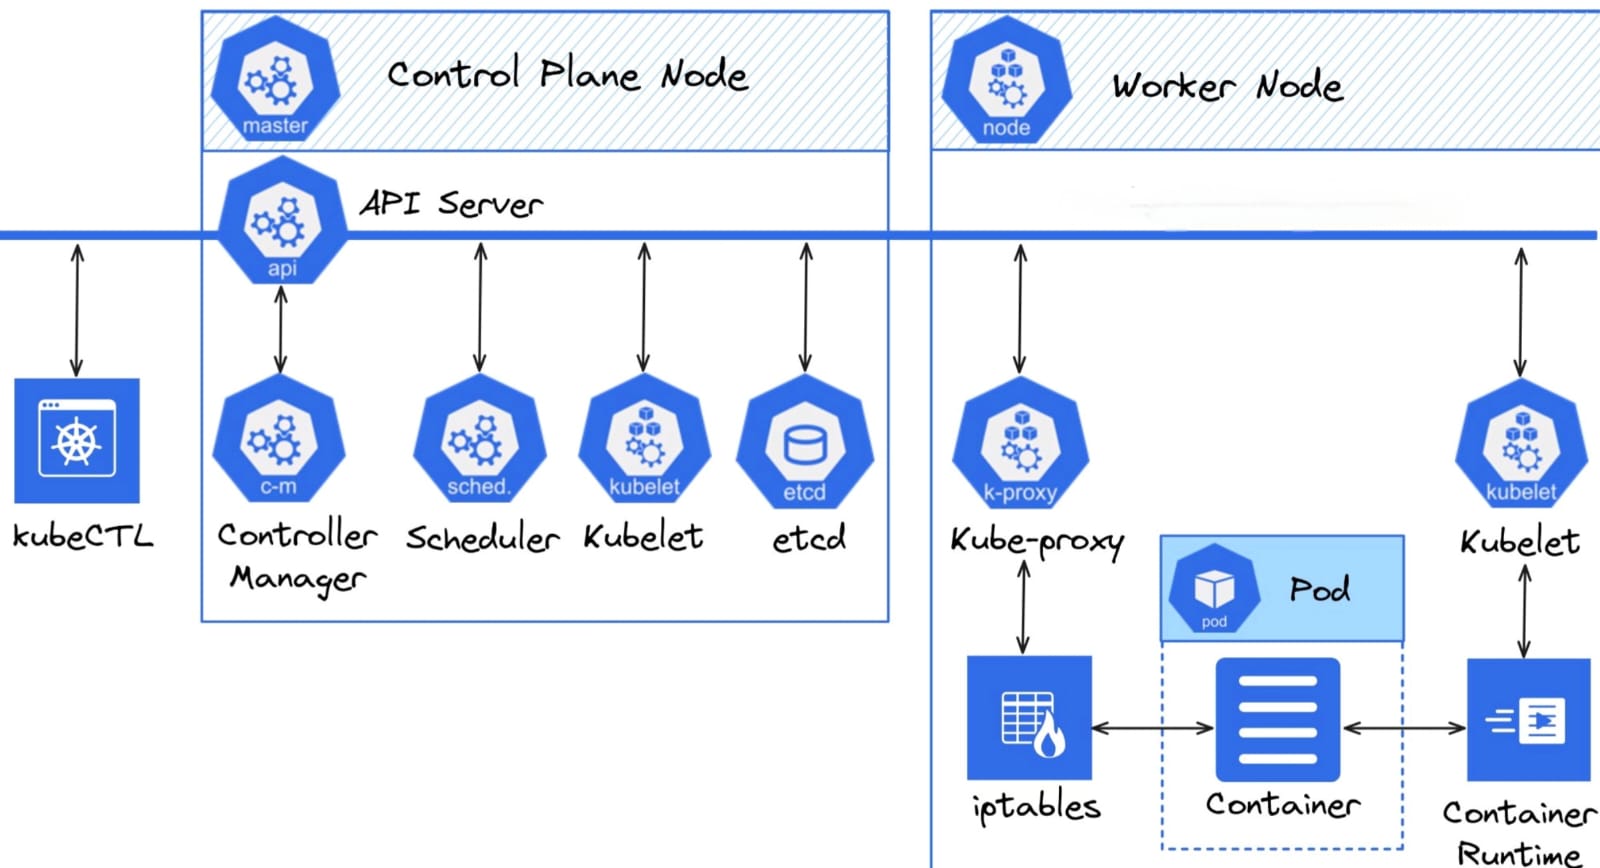 master
Control Plane Node
node
Worker Node
api
API Server
kubeCTL
c-m
Controller
Manager
sched.
Scheduler
kubelet
Kubelet
etcd
etcd
k-proxy
Kube-proxy
kubelet
Kubelet
pod
Pod
iptables
Container
Container
Runtime